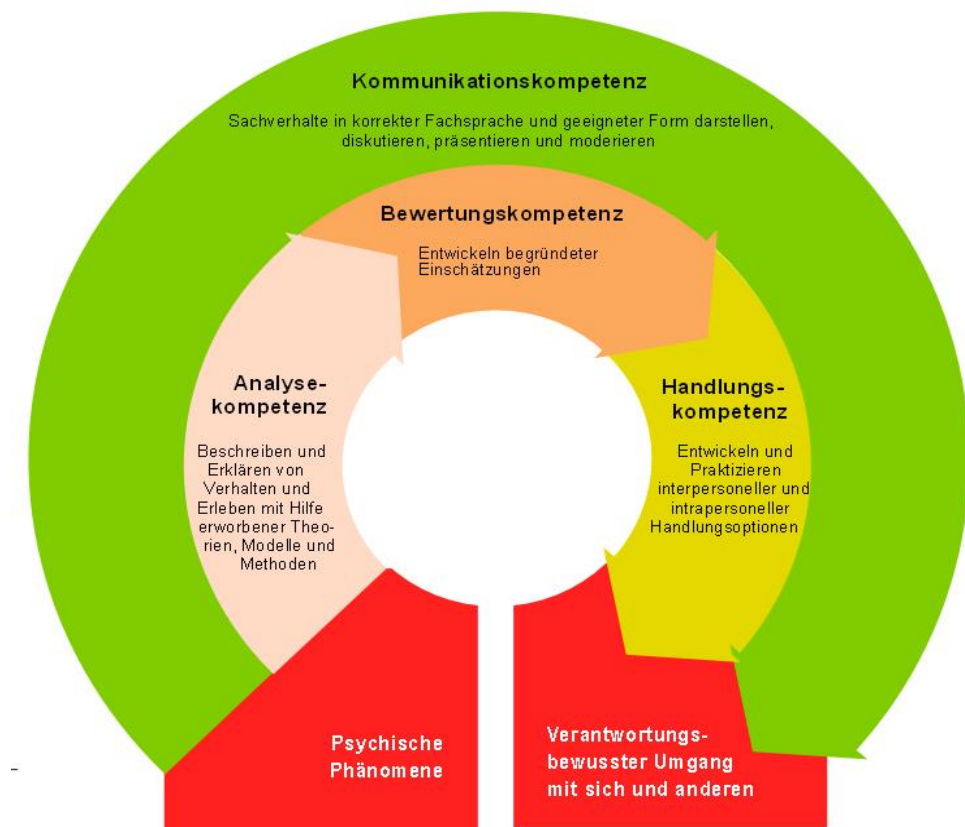 Kommunikationskompetenz
Sachverhalte in korrekter Fachsprache und geeigneter Form darstellen,
diskutieren, präsentieren und moderieren
Bewertungskompetenz
Entwickeln begründeter
Einschätzungen
Analyse-
kompetenz
Beschreiben und
Erklären von
Verhalten und
Erleben mit Hilfe
erworbener Theo-
rien, Modelle und
Methoden
Handlungs-
kompetenz
Entwickeln und
Praktizieren
interpersoneller und
intrapersoneller
Handlungsoptionen
Psychische
Phänomene
Verantwortungs-
bewusster Umgang
mit sich und anderen